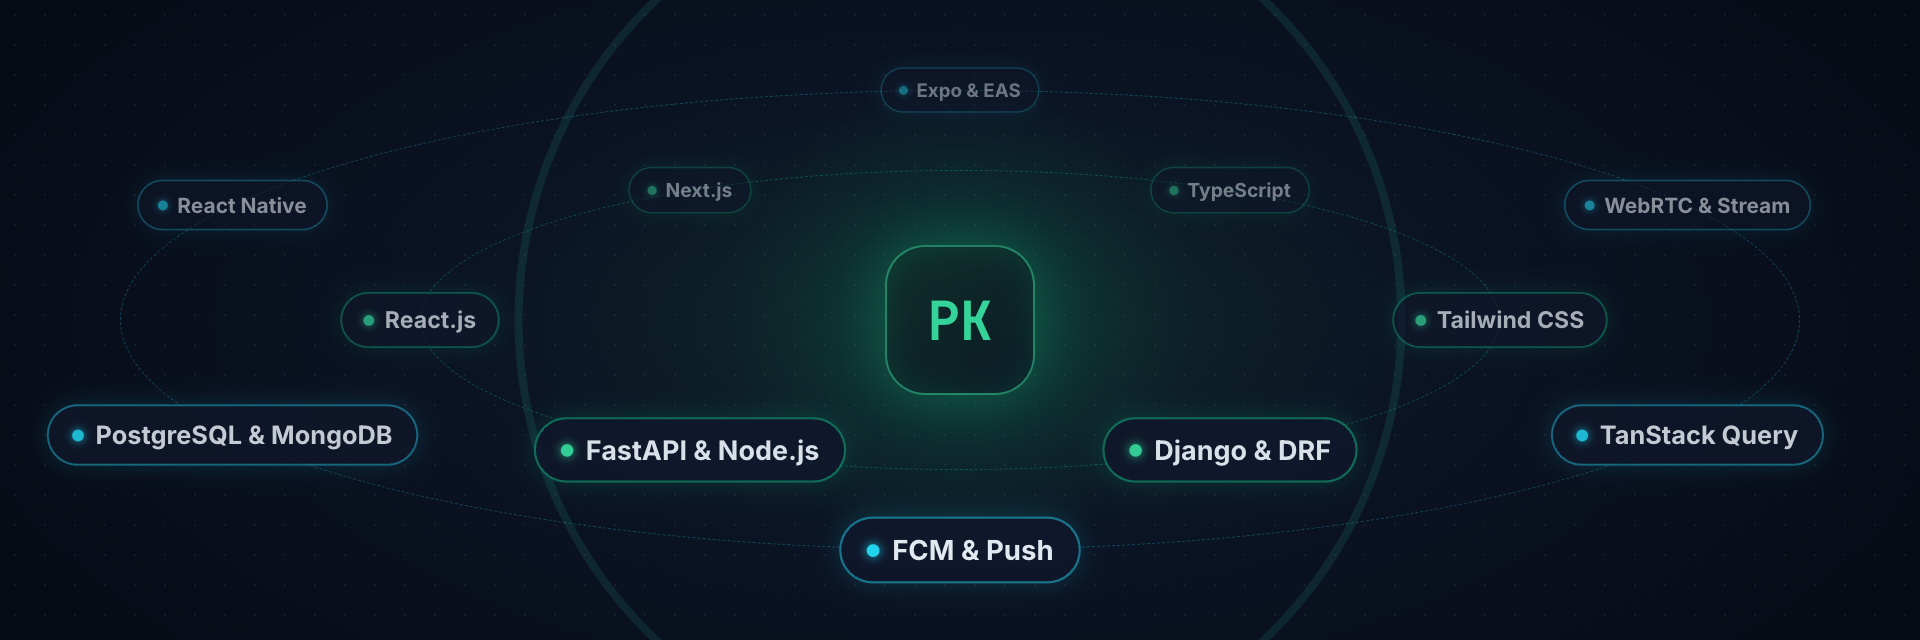 Expo & EAS
Next.js
TypeScript
React Native
WebRTC & Stream
React.js
PK
Tailwind CSS
PostgreSQL & MongoDB
FastAPI & Node.js
Django & DRF
TanStack Query
FCM & Push